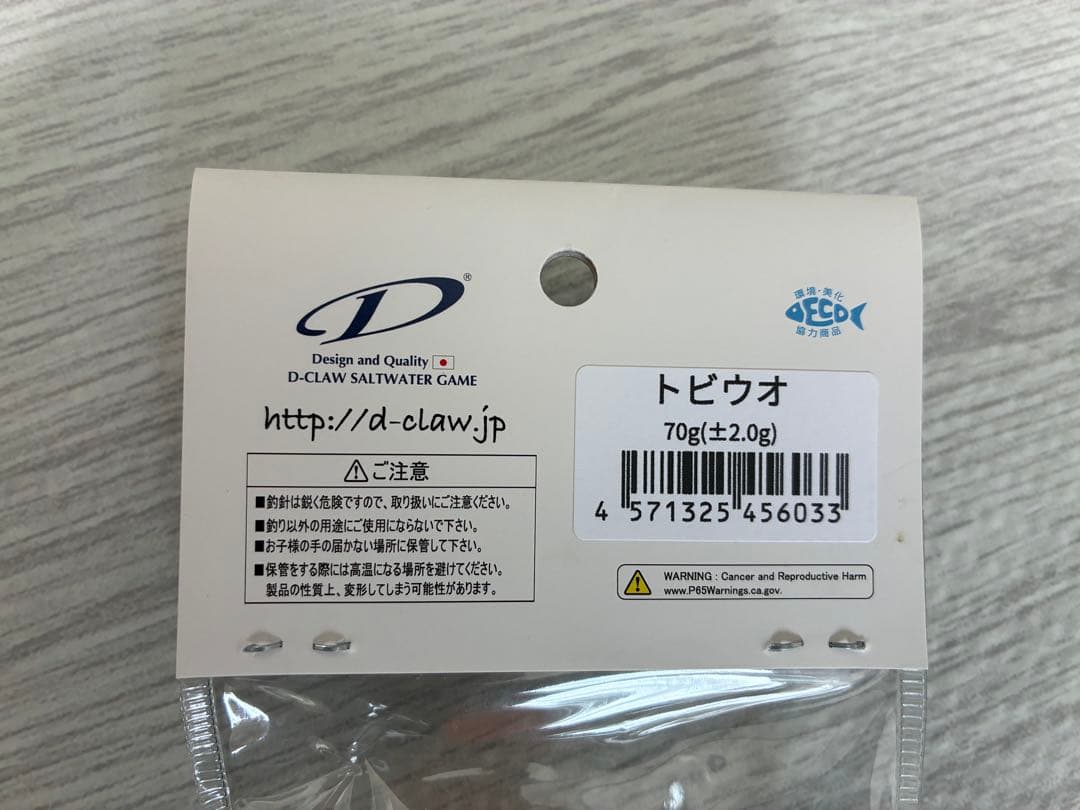 D®
Design and Quality
D-CLAW SALTWATER GAME
http://d-claw.jp
ご注意
■釣針は鋭く危険ですので、取り扱いにご注意ください。
■釣り以外の用途にご使用にならないで下さい。
■お子様の手の届かない場所に保管して下さい。
■保管をする際には高温になる場所を避けてください。
製品の性質上、変形してしまう可能性があります。
環境・美化
ECO
協力商品
トビウオ
70g(±2.0g)
4 571325 456033
WARNING : Cancer and Reproductive Harm
www.P65Warnings.ca.gov.